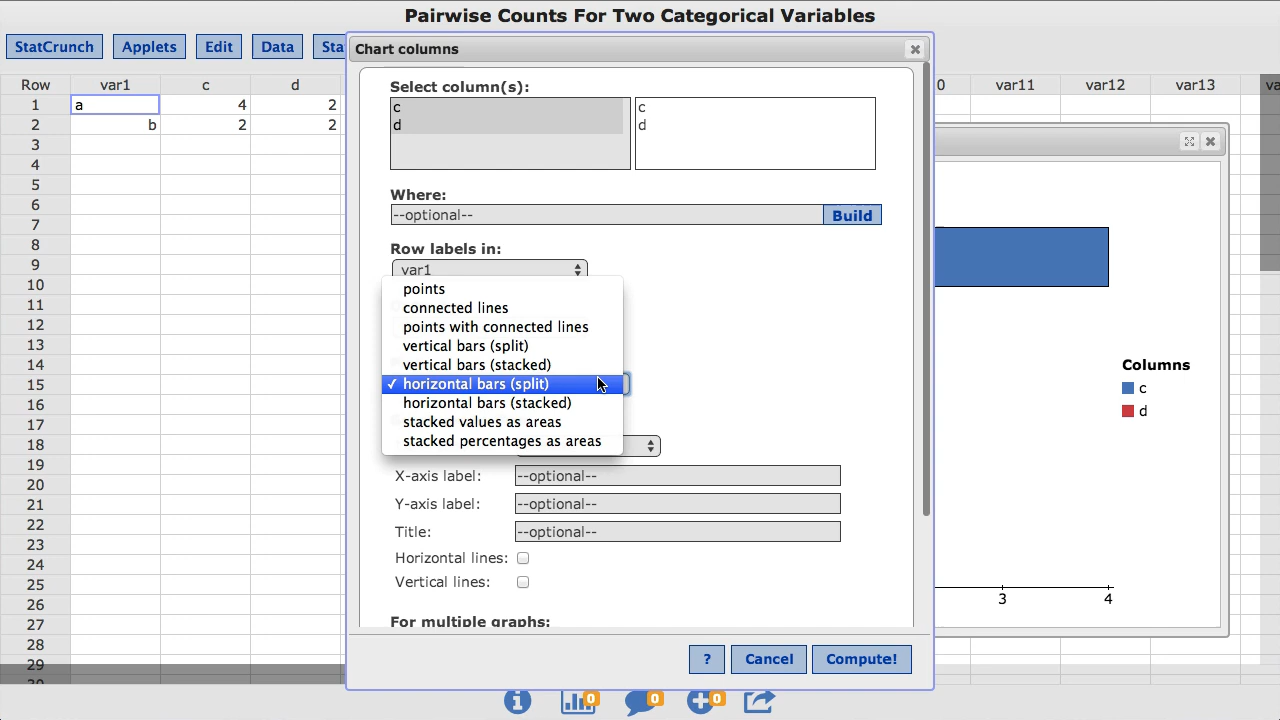 Pairwise Counts For Two Categorical Variables
StatCrunch Applets Edit Data Sta
Chart columns
Row var1 c d 0 var11 var12 var13 va
1 a 4 2
2 b 2 2
3
4
5
6
7
8
9
10
11
12
13
14
15
16
17
18
19
20
21
22
23
24
25
26
27
28
29
30
Select column(s):
c c
d d
Where:
--optional-- Build
Row labels in:
var1
points
connected lines
points with connected lines
vertical bars (split)
vertical bars (stacked)
✓ horizontal bars (split)
horizontal bars (stacked)
stacked values as areas
stacked percentages as areas
X-axis label: --optional--
Y-axis label: --optional--
Title: --optional--
Horizontal lines:
Vertical lines:
For multiple graphs:
? Cancel Compute!
Columns
c
d
3 4
0 0 0